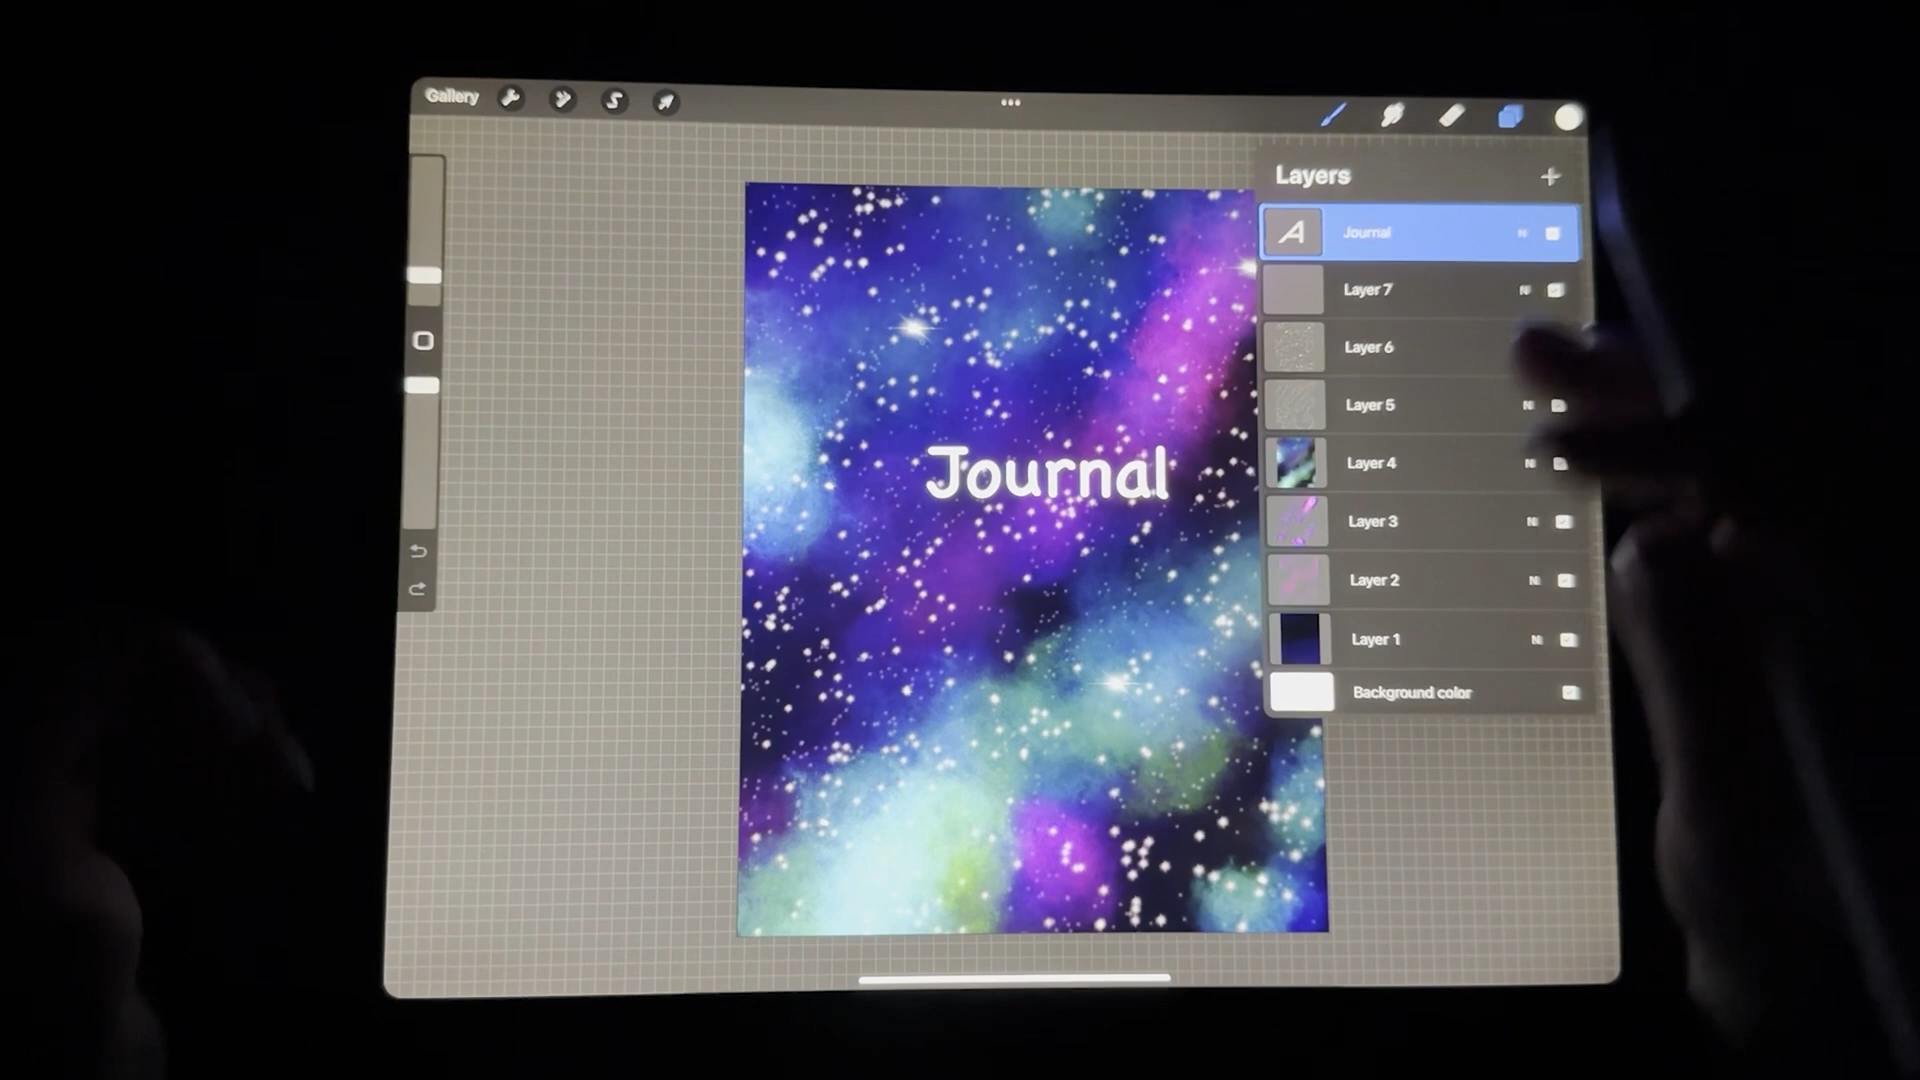 Gallery
Layers
Journal N
Layer 7 N
Layer 6
Layer 5 N
Layer 4 N
Layer 3 N
Layer 2 N
Layer 1 N
Background color
Journal